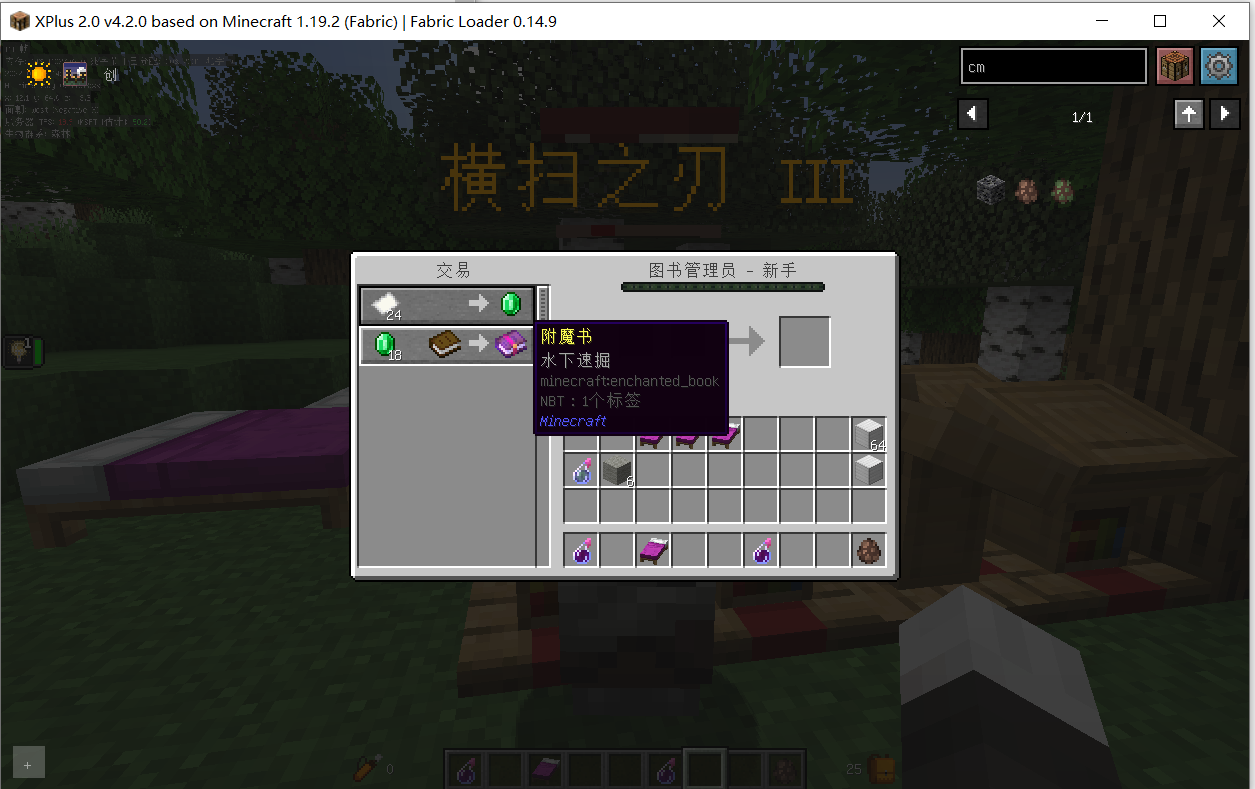 XPlus 2.0 v4.2.0 based on Minecraft 1.19.2 (Fabric) | Fabric Loader 0.14.9
cm
创
1/1
横扫之刃 III
交易
图书管理员 - 新手
24
18
附魔书
水下速掘
minecraft:enchanted_book
NBT：1个标签
Minecraft
1
64
6
+
0
25